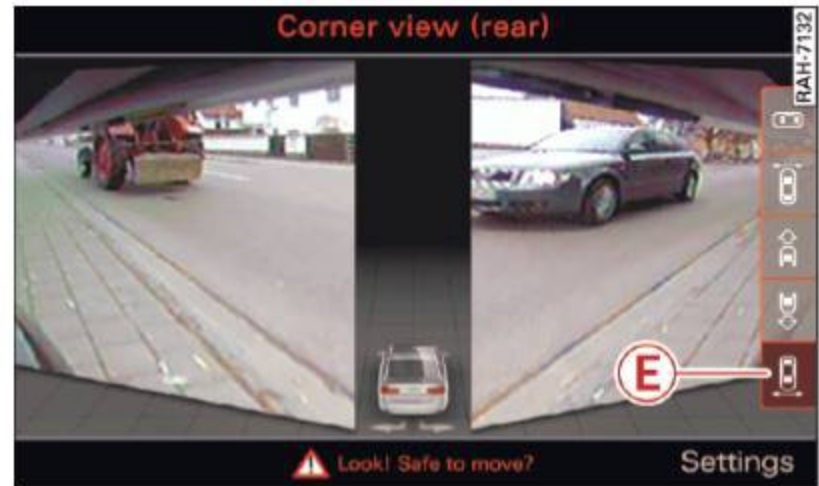 Corner view (rear)
RAH-7132
E
Look! Safe to move?
Settings